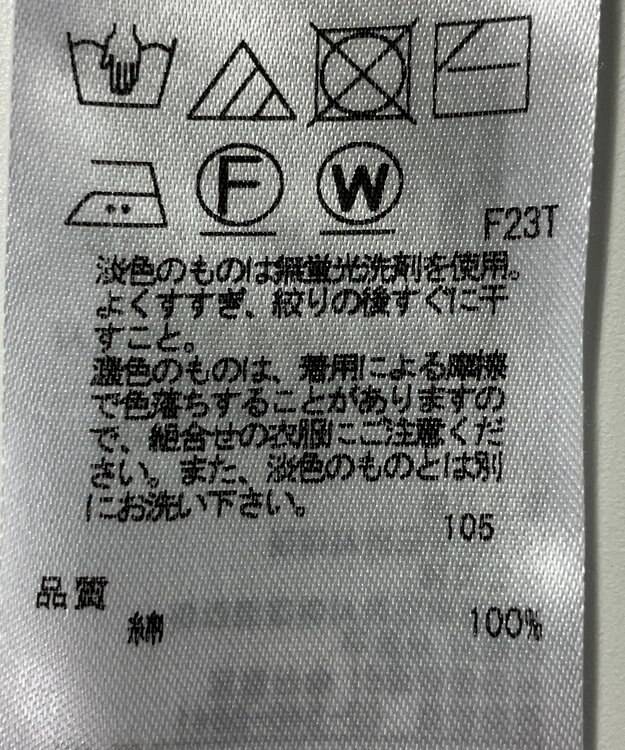 F
W
F23T
淡色のものは無蛍光洗剤を使用。
よくすすぎ、絞りの後すぐに干
すこと。
濃色のものは、着用による摩擦
で色落ちすることがありますの
で、組合せの衣服にご注意くだ
さい。また、淡色のものとは別
にお洗い下さい。
105
品質
綿 100%